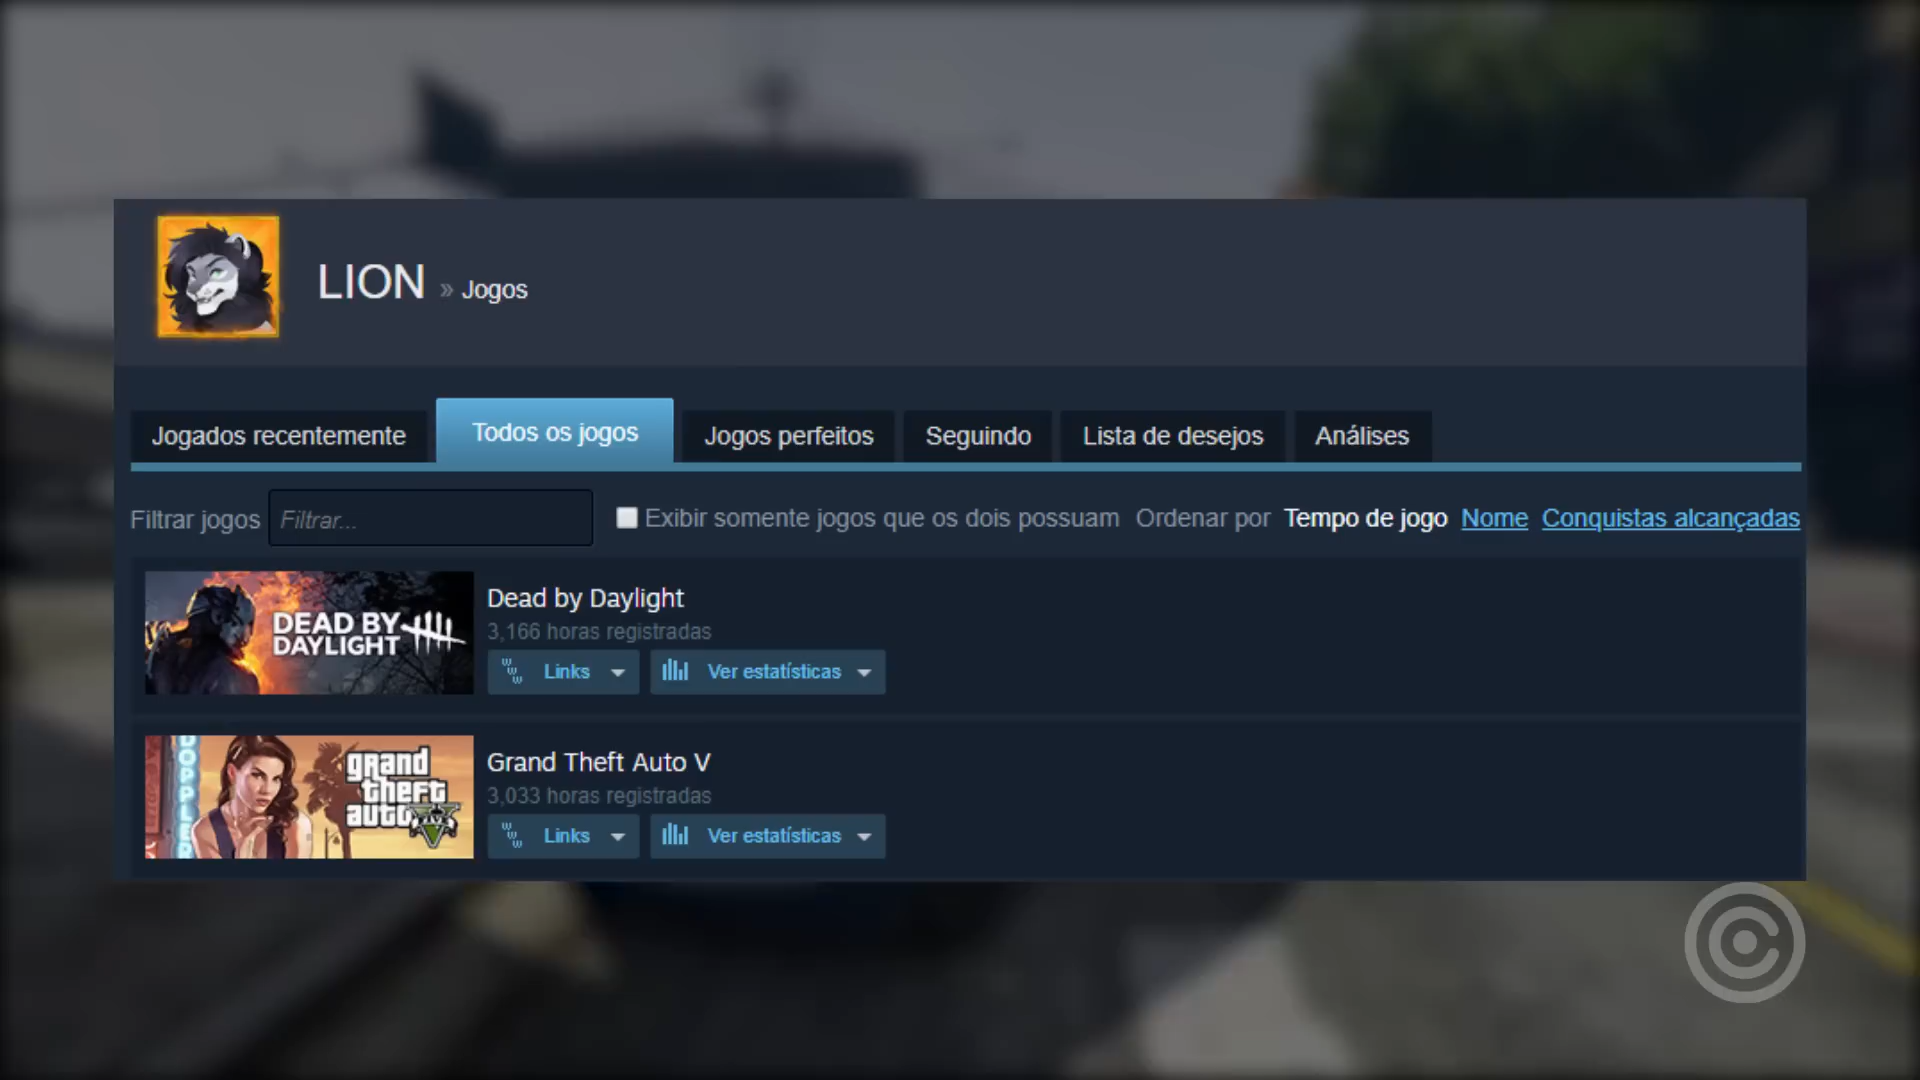 LION » Jogos
Jogados recentemente Todos os jogos Jogos perfeitos Seguindo Lista de desejos Análises
Filtrar jogos Filtrar... Exibir somente jogos que os dois possuam Ordenar por Tempo de jogo Nome Conquistas alcançadas
DEAD BY
DAYLIGHT
Dead by Daylight
3,166 horas registradas
Links Ver estatísticas
DOPPLER
grand
theft
auto V
FIVE
Grand Theft Auto V
3,033 horas registradas
Links Ver estatísticas